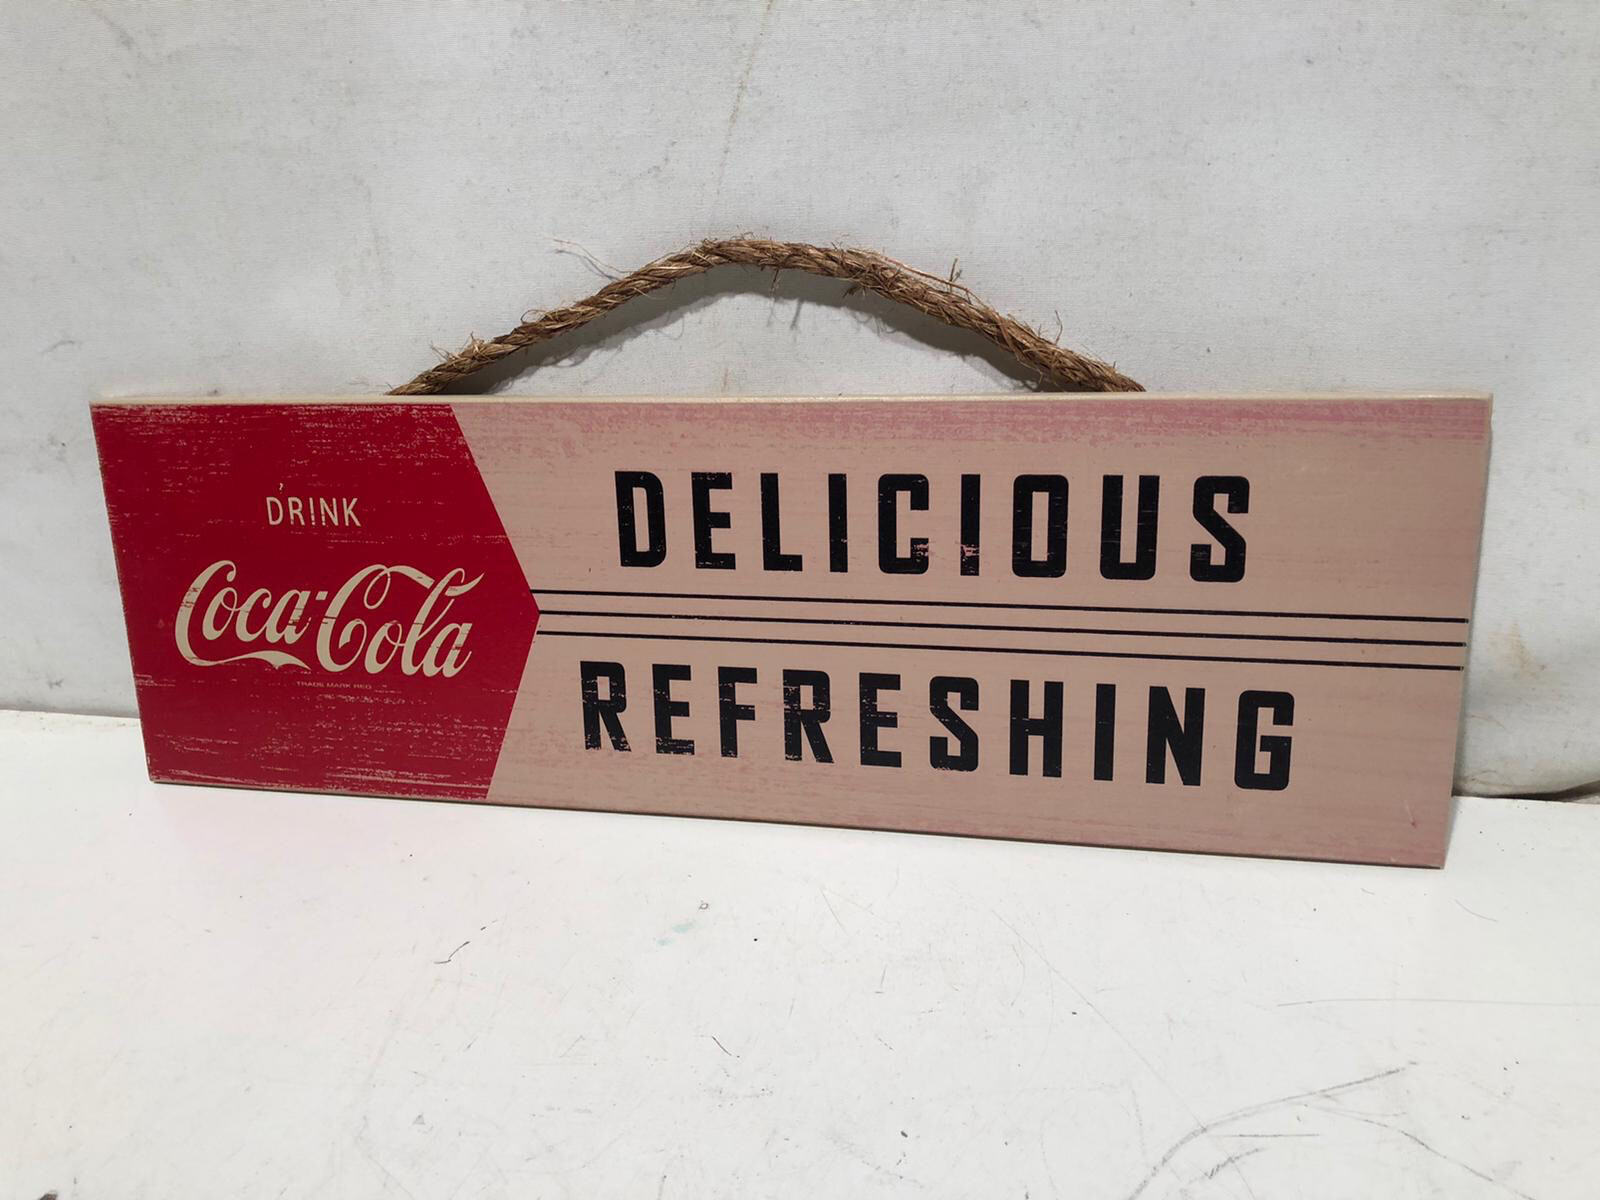 DRINK
Coca-Cola
TRADE MARK REG
DELICIOUS
REFRESHING